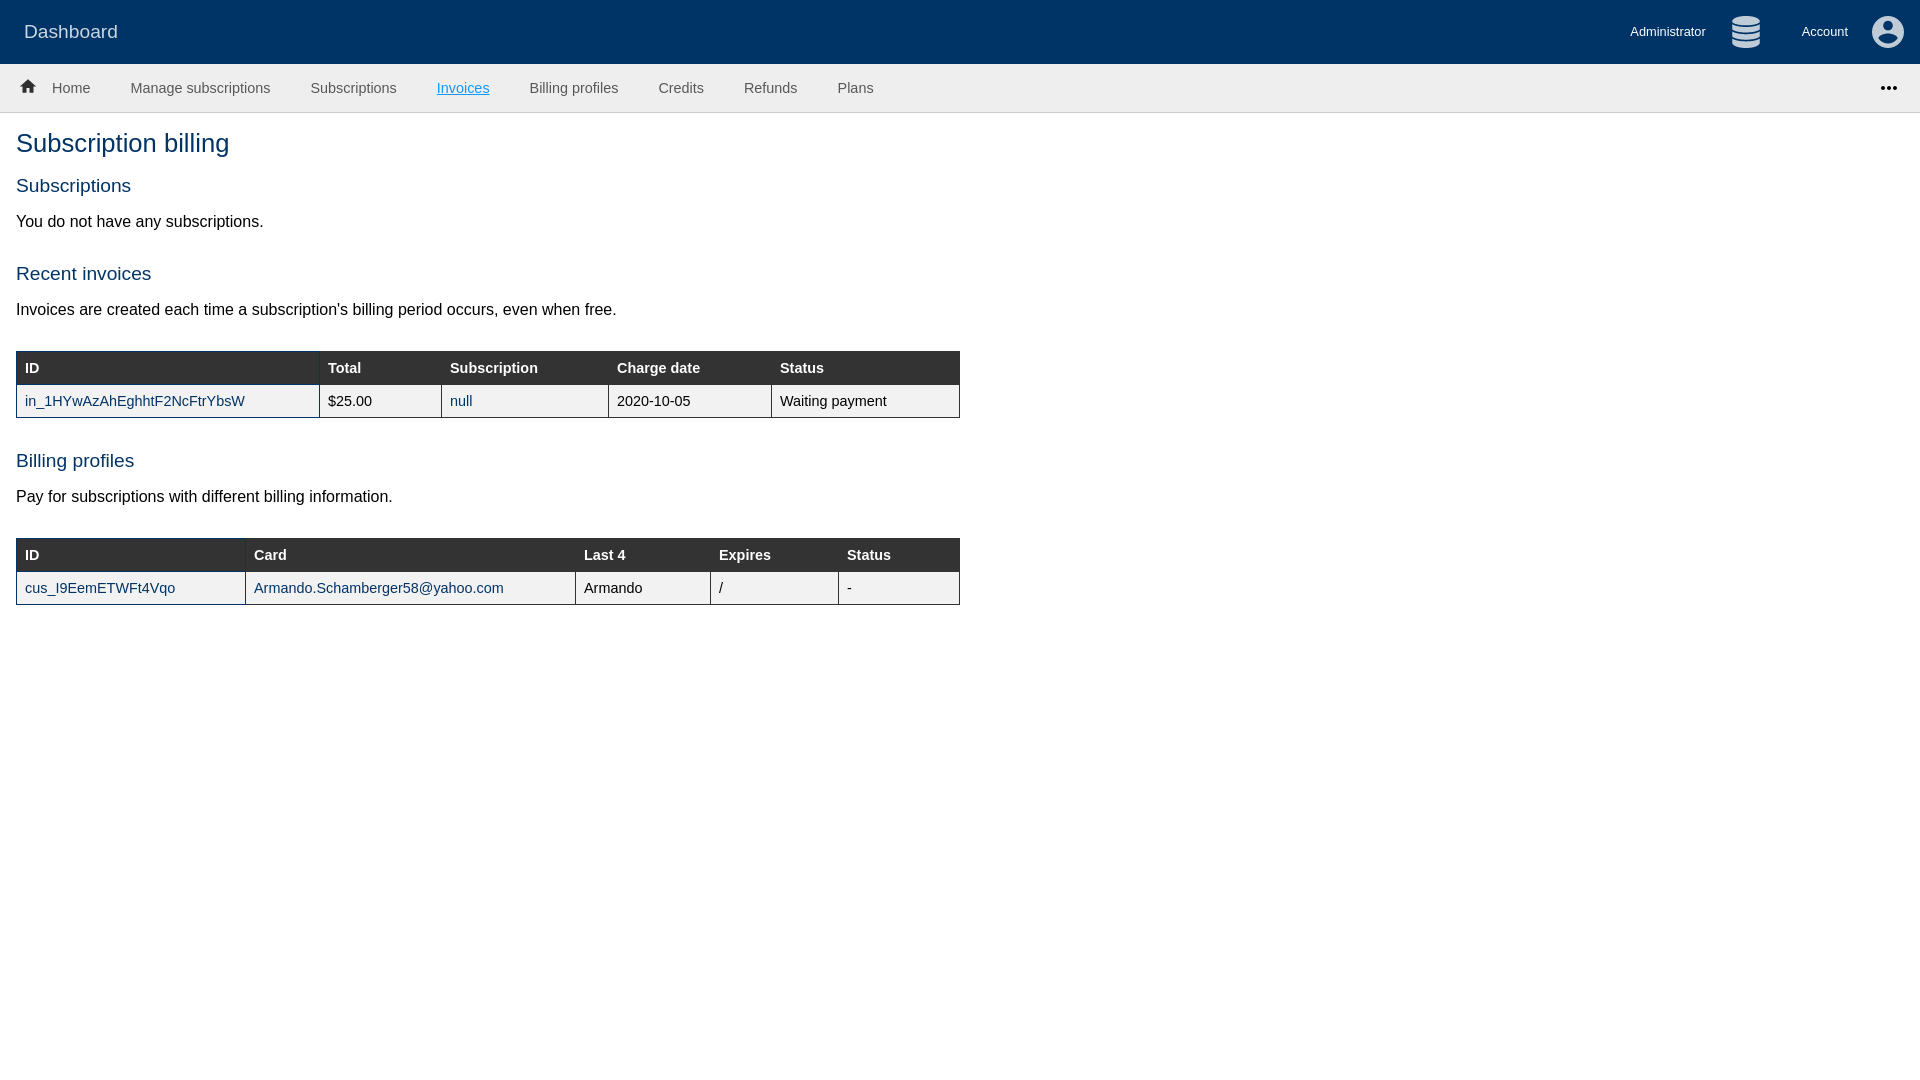 Dashboard
Administrator
Account
Home
Manage subscriptions
Subscriptions
Invoices
Billing profiles
Credits
Refunds
Plans
Subscription billing
Subscriptions
You do not have any subscriptions.
Recent invoices
Invoices are created each time a subscription's billing period occurs, even when free.
ID Total Subscription Charge date Status
in_1HYwAzAhEghhtF2NcFtrYbsW $25.00 null 2020-10-05 Waiting payment
Billing profiles
Pay for subscriptions with different billing information.
ID Card Last 4 Expires Status
cus_I9EemETWFt4Vqo Armando.Schamberger58@yahoo.com Armando / -